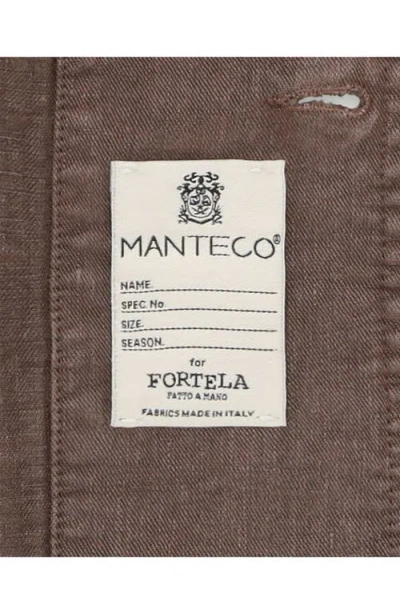 MANTECO®
NAME.
SPEC. No.
SIZE.
SEASON.
for
FORTELA
FATTO A MANO
FABRICS MADE IN ITALY